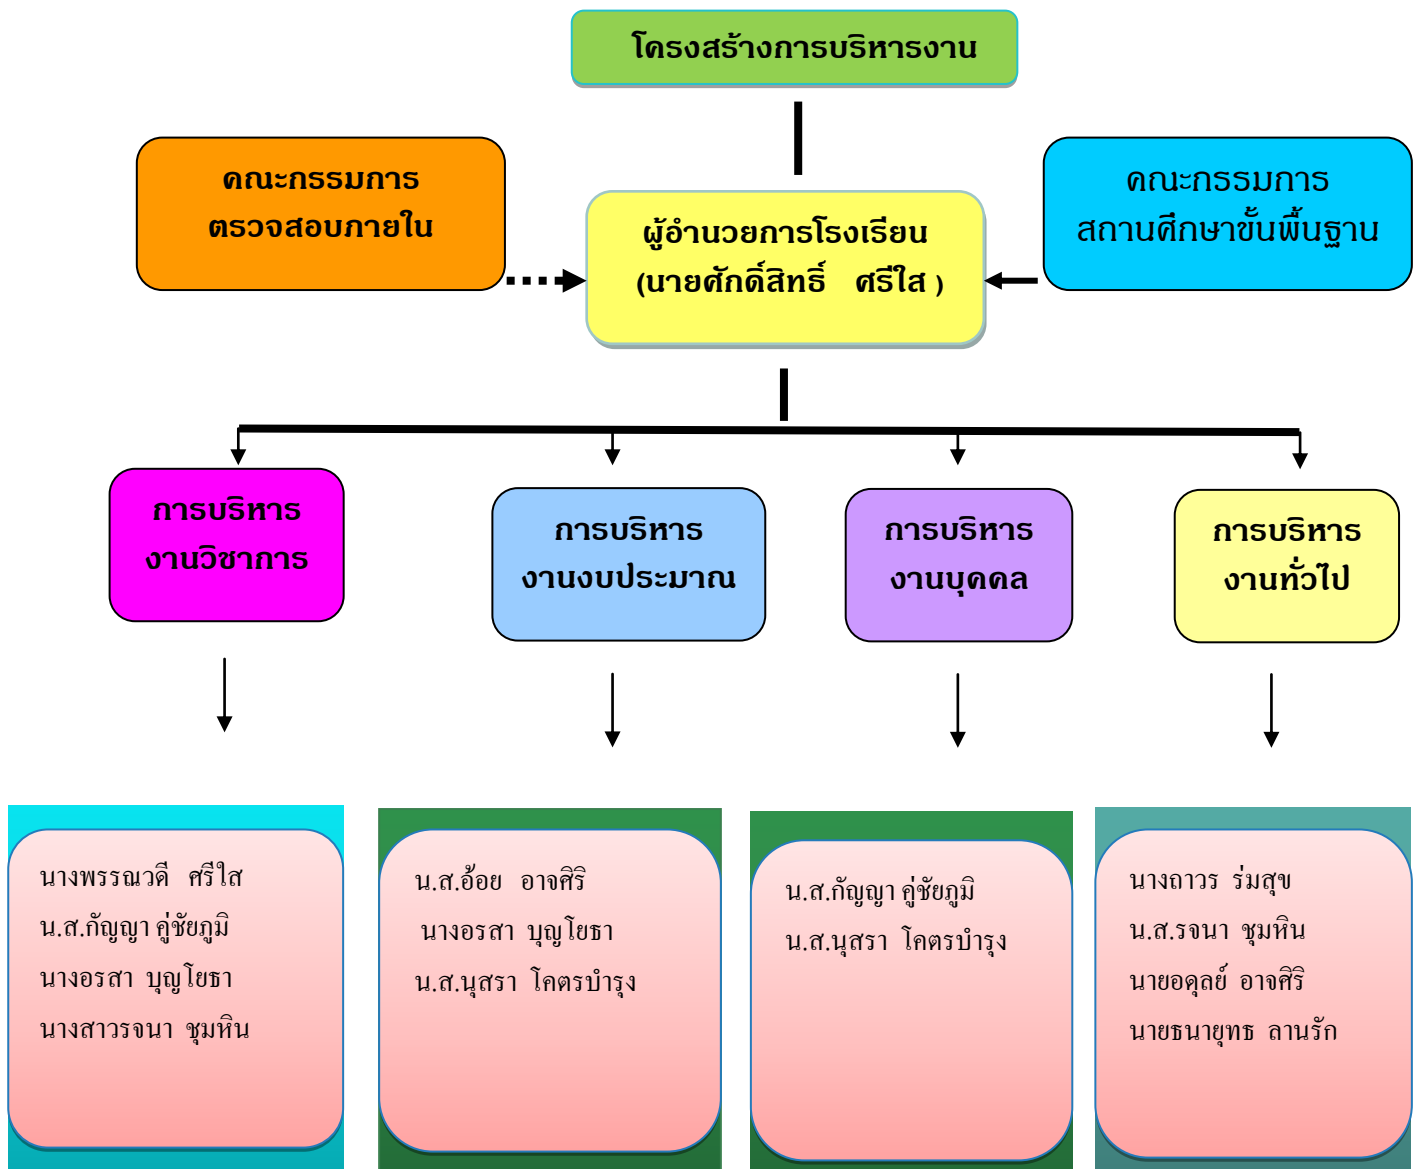 โครงสร้างการบริหารงาน
คณะกรรมการ
ตรวจสอบภายใน
คณะกรรมการ
สถานศึกษาขั้นพื้นฐาน
ผู้อำนวยการโรงเรียน
(นายศักดิ์สิทธิ์ ศรีใส )
การบริหาร
งานวิชาการ
การบริหาร
งานงบประมาณ
การบริหาร
งานบุคคล
การบริหาร
งานทั่วไป
นางพรรณวดี ศรีใส
น.ส.กัญญา คู่ชัยภูมิ
นางอรสา บุญโยธา
นางสาวรจนา ชุมหิน
น.ส.อ้อย อาจศิริ
นางอรสา บุญโยธา
น.ส.นุสรา โคตรบำรุง
น.ส.กัญญา คู่ชัยภูมิ
น.ส.นุสรา โคตรบำรุง
นางถาวร ร่มสุข
น.ส.รจนา ชุมหิน
นายอดุลย์ อาจศิริ
นายธนายุทธ ลานรัก